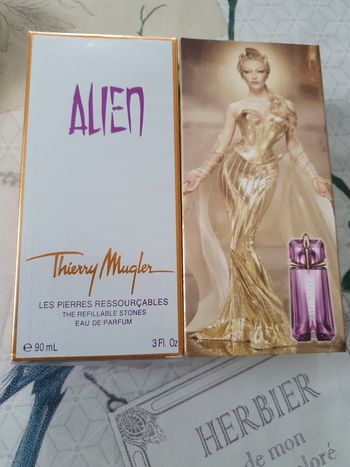 ALIEN
Thierry Mugler
LES PIERRES RESSOURÇABLES
THE REFILLABLE STONES
EAU DE PARFUM
e 90 mL 3 Fl. Oz
HERBIER
de mon